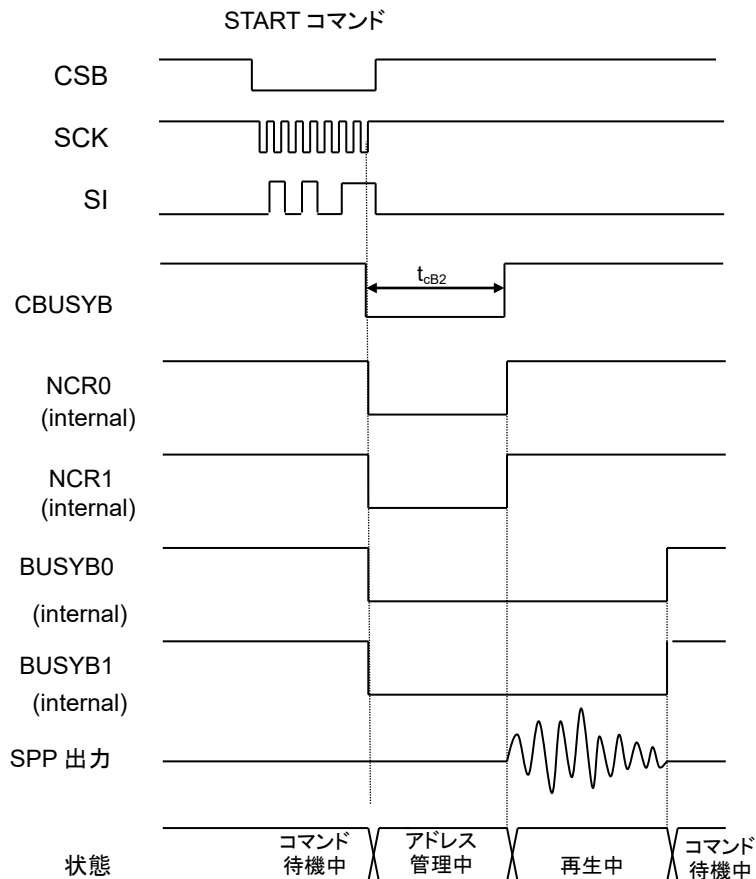 START コマンド
CSB
SCK
SI
CBUSYB
tcB2
NCR0
(internal)
NCR1
(internal)
BUSYB0
(internal)
BUSYB1
(internal)
SPP 出力
状態
コマンド
待機中
アドレス
管理中
再生中
コマンド
待機中